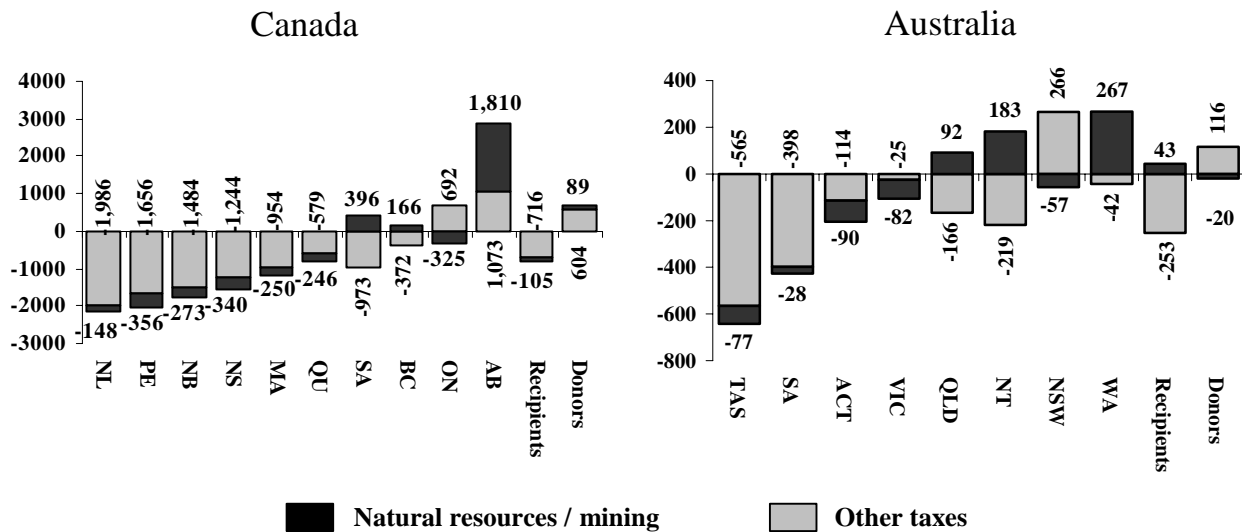 Canada
4000
3000
2000
1000
0
-1000
-2000
-3000
-1,986
-1,656
-1,484
-1,244
-954
-579
396
166
692
1,810
-716
89
-148
-356
-273
-340
-250
-246
-973
-372
-325
1,073
-105
604
NL
PE
NB
NS
MA
QU
SA
BC
ON
AB
Recipients
Donors
Australia
400
200
0
-200
-400
-600
-800
-565
-398
-114
-25
92
183
266
267
43
116
-77
-28
-90
-82
-166
-219
-57
-42
-253
-20
TAS
SA
ACT
VIC
QLD
NT
NSW
WA
Recipients
Donors
Natural resources / mining
Other taxes